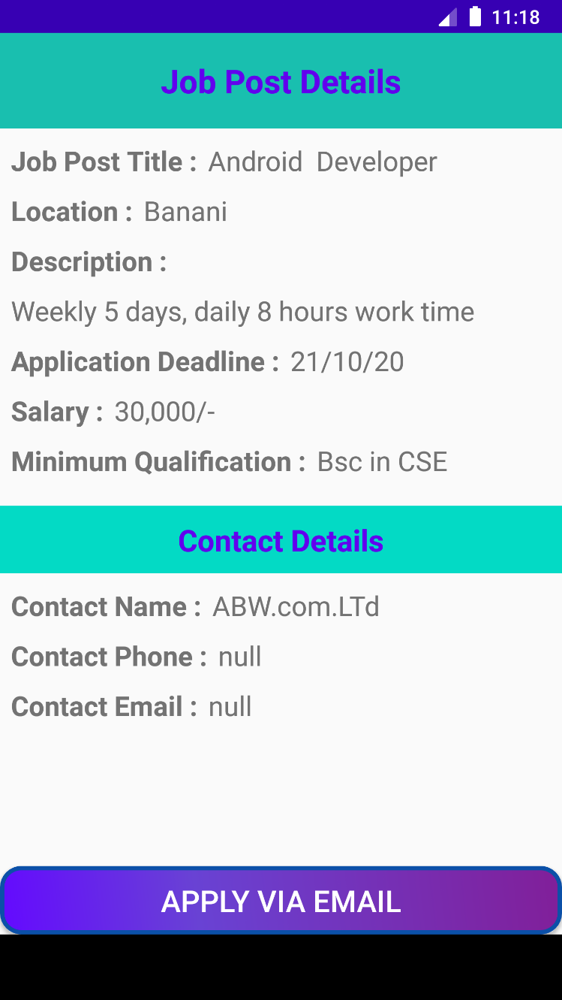 11:18
Job Post Details
Job Post Title : Android  Developer
Location : Banani
Description :
Weekly 5 days, daily 8 hours work time
Application Deadline : 21/10/20
Salary : 30,000/-
Minimum Qualification : Bsc in CSE
Contact Details
Contact Name : ABW.com.LTd
Contact Phone : null
Contact Email : null
APPLY VIA EMAIL